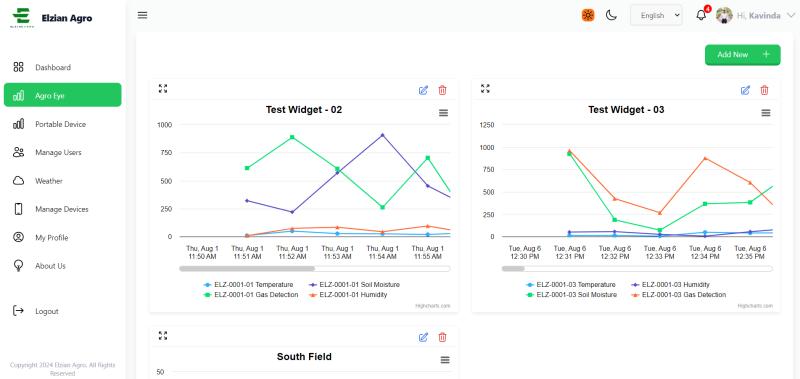 Elzian Agro
English
4
Hi, Kavinda
Dashboard
Agro Eye
Portable Device
Manage Users
Weather
Manage Devices
My Profile
About Us
Logout
Copyright 2024 Elzian Agro, All Rights
Reserved
Add New +
Test Widget - 02
1000
750
500
250
0
Thu, Aug 1
11:50 AM
Thu, Aug 1
11:51 AM
Thu, Aug 1
11:52 AM
Thu, Aug 1
11:53 AM
Thu, Aug 1
11:54 AM
Thu, Aug 1
11:55 AM
ELZ-0001-01 Temperature
ELZ-0001-01 Soil Moisture
ELZ-0001-01 Gas Detection
ELZ-0001-01 Humidity
Highcharts.com
Test Widget - 03
1250
1000
750
500
250
0
Tue, Aug 6
12:30 PM
Tue, Aug 6
12:31 PM
Tue, Aug 6
12:32 PM
Tue, Aug 6
12:33 PM
Tue, Aug 6
12:34 PM
Tue, Aug 6
12:35 PM
ELZ-0001-03 Temperature
ELZ-0001-03 Humidity
ELZ-0001-03 Soil Moisture
ELZ-0001-03 Gas Detection
Highcharts.com
South Field
50